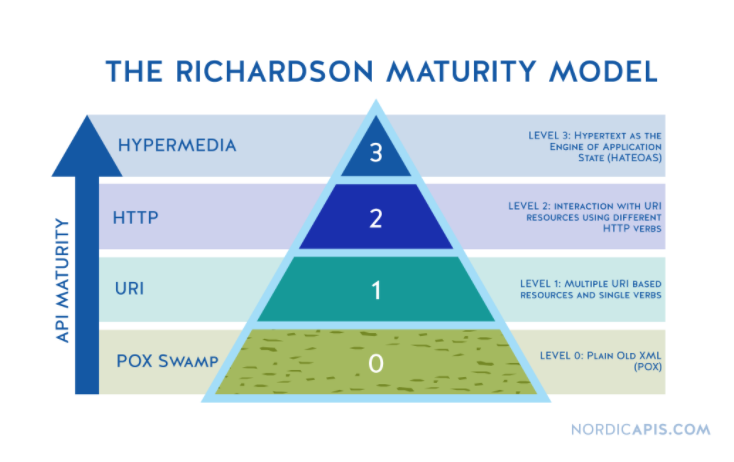 THE RICHARDSON MATURITY MODEL
HYPERMEDIA
3
LEVEL 3: HYPERTEXT AS THE
ENGINE OF APPLICATION
STATE (HATEOAS)
HTTP
2
LEVEL 2: INTERACTION WITH URI
RESOURCES USING DIFFERENT
HTTP VERBS
URI
1
LEVEL 1: MULTIPLE URI BASED
RESOURCES AND SINGLE VERBS
POX SWAMP
0
LEVEL 0: PLAIN OLD XML
(POX)
API MATURITY
NORDICAPIS.COM